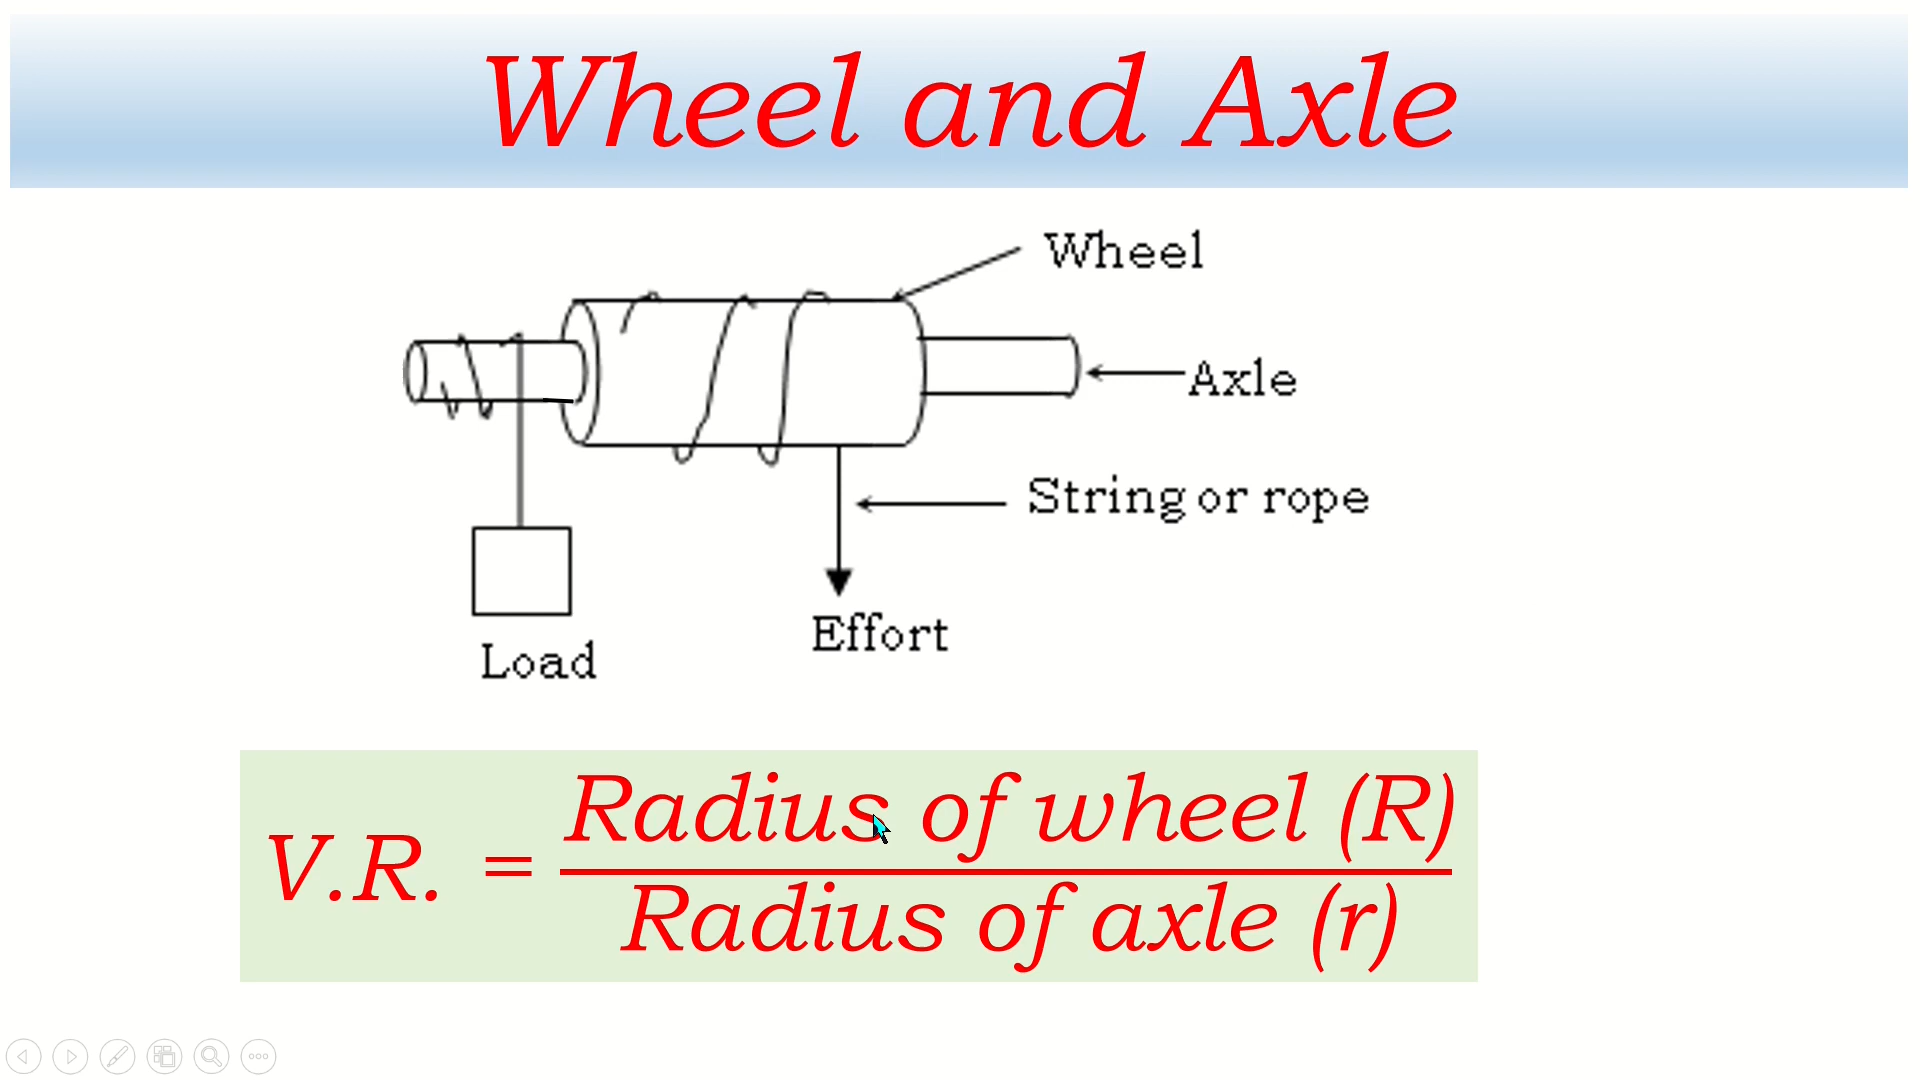 Wheel and Axle
Wheel
Axle
String or rope
Effort
Load
V.R. = Radius of wheel (R)
Radius of axle (r)